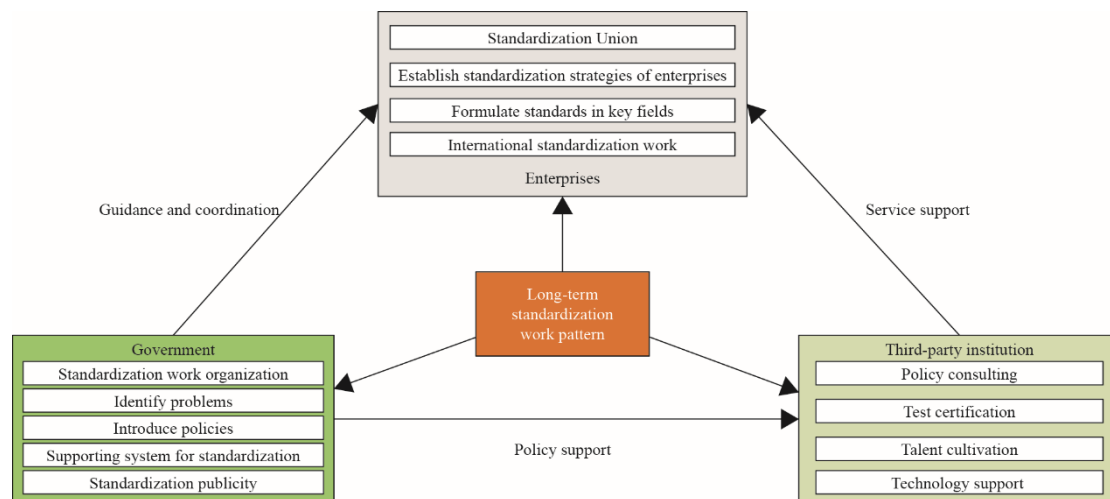 Standardization Union
Establish standardization strategies of enterprises
Formulate standards in key fields
International standardization work
Enterprises
Guidance and coordination
Service support
Long-term
standardization
work pattern
Government
Standardization work organization
Identify problems
Introduce policies
Supporting system for standardization
Standardization publicity
Policy support
Third-party institution
Policy consulting
Test certification
Talent cultivation
Technology support